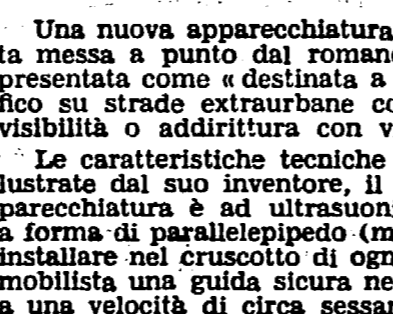 Una nuova apparecchiatura
ta messa a punto dal roman
presentata come « destinata a
fico su strade extraurbane co
visibilità o addirittura con v
Le caratteristiche tecniche
lustrate dal suo inventore, il
parecchiatura è ad ultrasuon
a forma di parallelepipedo (m
installare nel cruscotto di ogn
mobilista una guida sicura ne
a una velocità di circa sessan